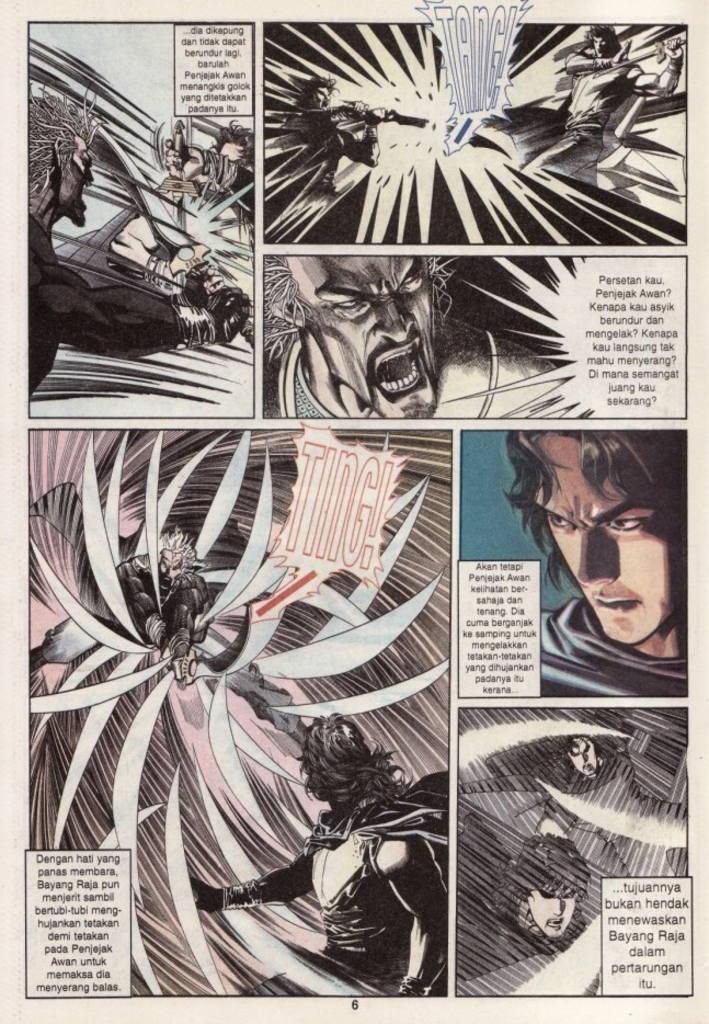 ...dia dikepung
dan tidak dapat
berundur lagi,
barulah
Penjejak Awan
menangkis golok
yang ditetakkan
padanya itu.
TANG!
Persetan kau,
Penjejak Awan?
Kenapa kau asyik
berundur dan
mengelak? Kenapa
kau langsung tak
mahu menyerang?
Di mana semangat
juang kau
sekarang?
TING!
Dengan hati yang
panas membara,
Bayang Raja pun
menjerit sambil
bertubi-tubi meng-
hujankan tetakan
demi tetakan
pada Penjejak
Awan untuk
memaksa dia
menyerang balas.
Akan tetapi
Penjejak Awan
kelihatan ber-
sahaja dan
tenang. Dia
cuma berganjak
ke samping untuk
mengelakkan
tetakan-tetakan
yang dihujankan
padanya itu
kerana...
...tujuannya
bukan hendak
menewaskan
Bayang Raja
dalam
pertarungan
itu.
6